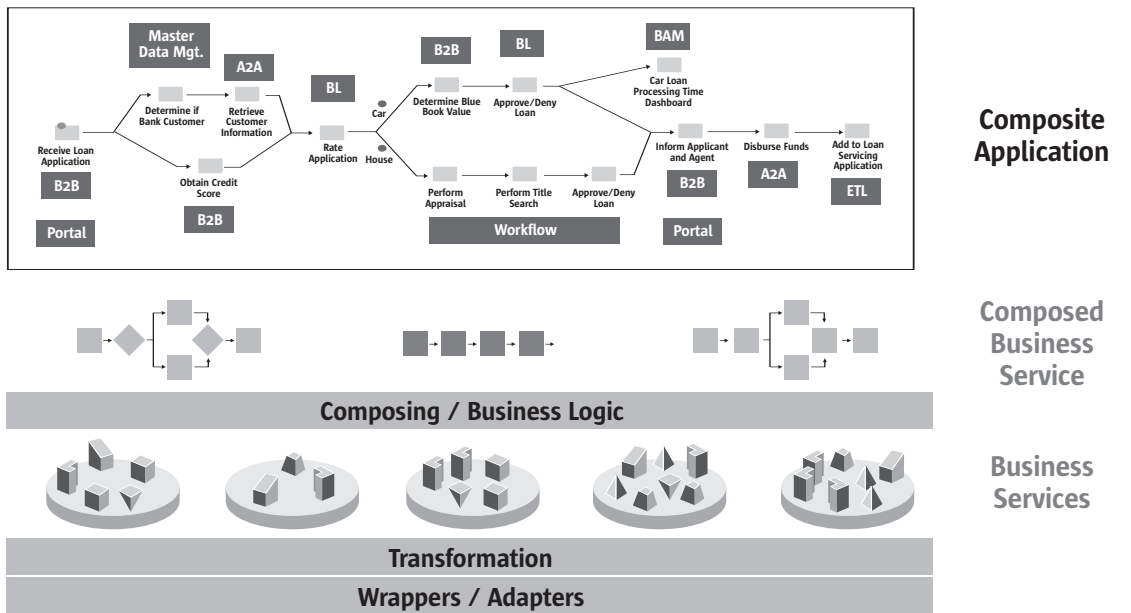 Master
Data Mgt.
A2A
BL
B2B
BL
BAM
Determine if
Bank Customer
Retrieve
Customer
Information
Car
Determine Blue
Book Value
Approve/Deny
Loan
Car Loan
Processing Time
Dashboard
Receive Loan
Application
B2B
Portal
Obtain Credit
Score
B2B
Rate
Application
House
Perform
Appraisal
Perform Title
Search
Approve/Deny
Loan
Workflow
Inform Applicant
and Agent
B2B
Portal
Disburse Funds
A2A
Add to Loan
Servicing
Application
ETL
Composite
Application
Composed
Business
Service
Composing / Business Logic
Business
Services
Transformation
Wrappers / Adapters